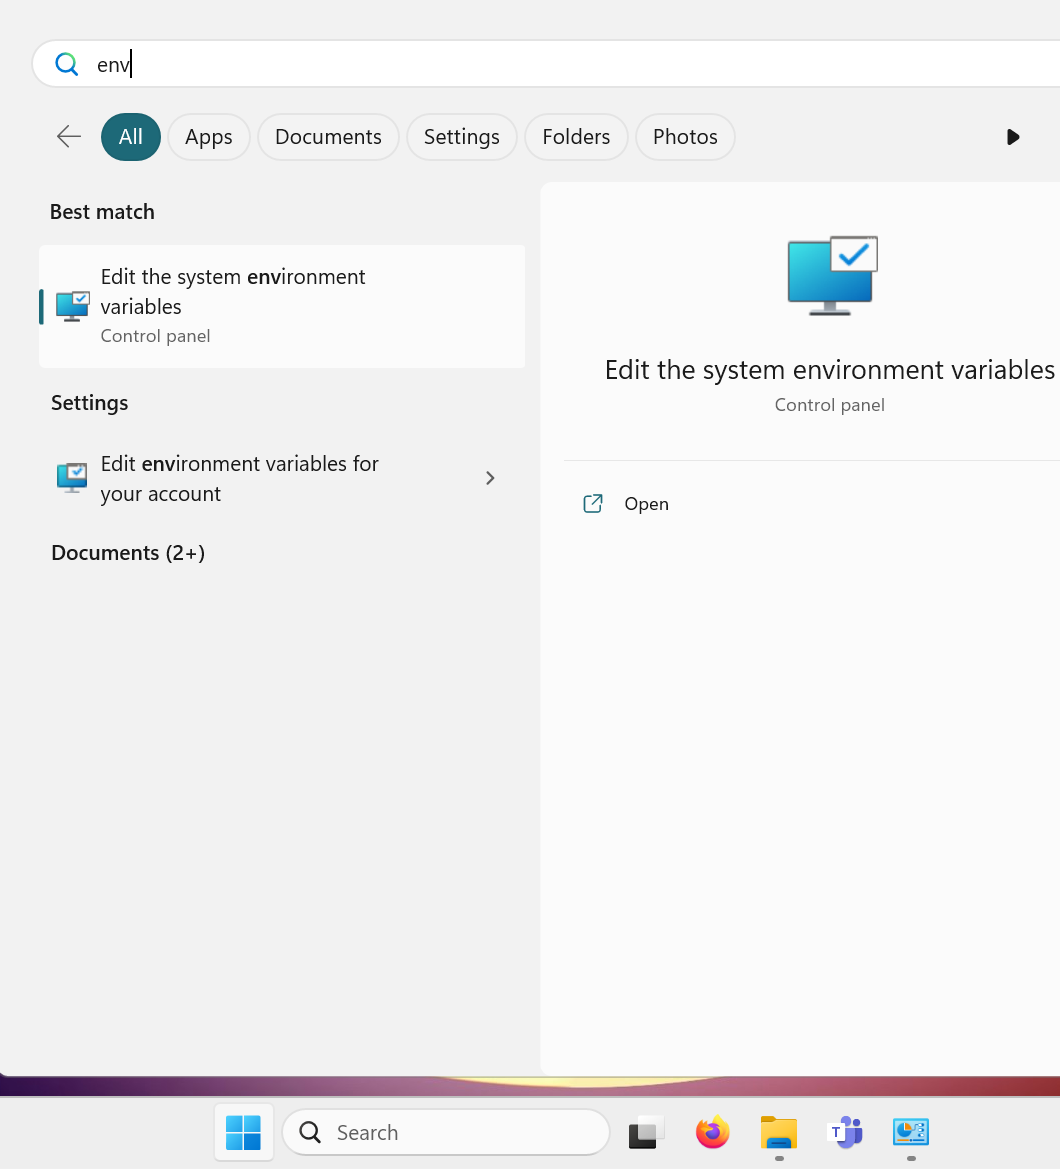 env
All
Apps
Documents
Settings
Folders
Photos
Best match
Edit the system environment
variables
Control panel
Settings
Edit environment variables for
your account
Documents (2+)
Edit the system environment variables
Control panel
Open
Search
T